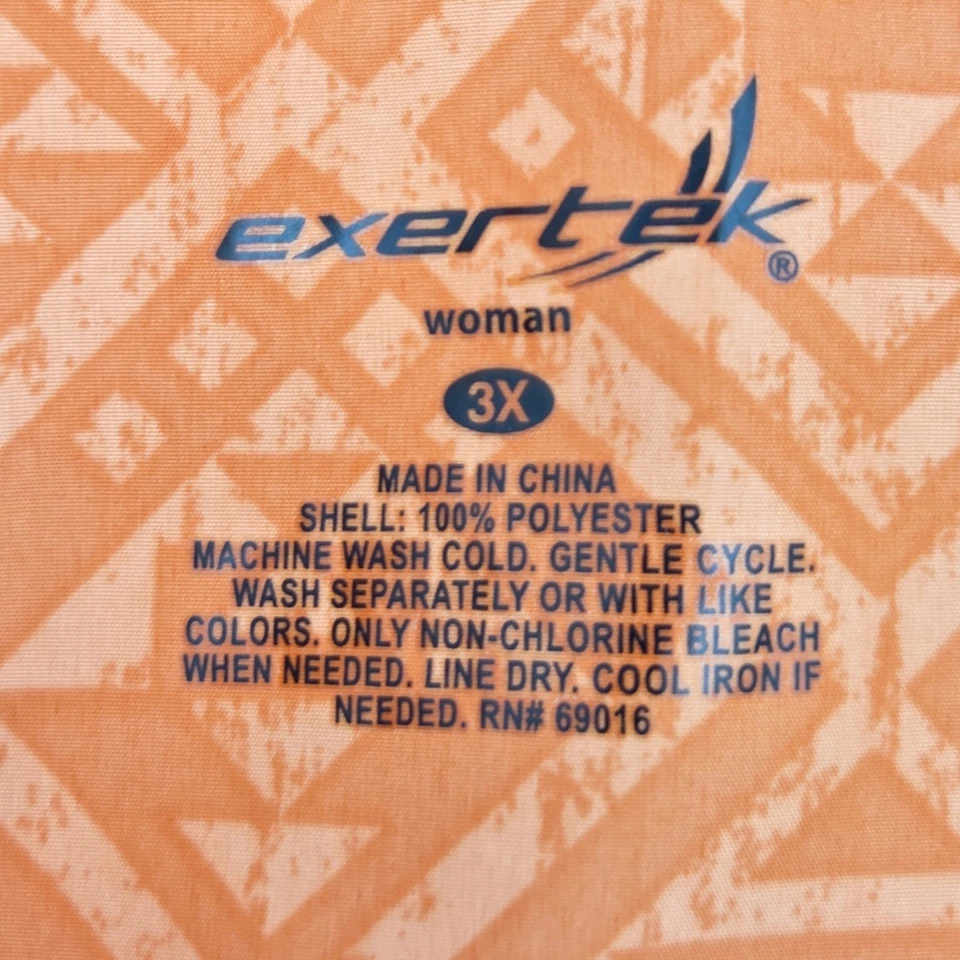 exertek®
woman
3X
MADE IN CHINA
SHELL: 100% POLYESTER
MACHINE WASH COLD. GENTLE CYCLE.
WASH SEPARATELY OR WITH LIKE
COLORS. ONLY NON-CHLORINE BLEACH
WHEN NEEDED. LINE DRY. COOL IRON IF
NEEDED. RN# 69016